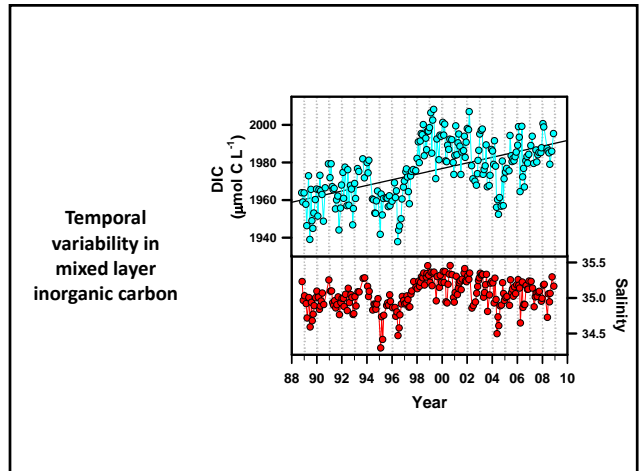 Temporal
variability in
mixed layer
inorganic carbon
DIC
(μmol C L⁻¹)
2000
1980
1960
1940
35.5
35.0
34.5
Salinity
88 90 92 94 96 98 00 02 04 06 08 10
Year